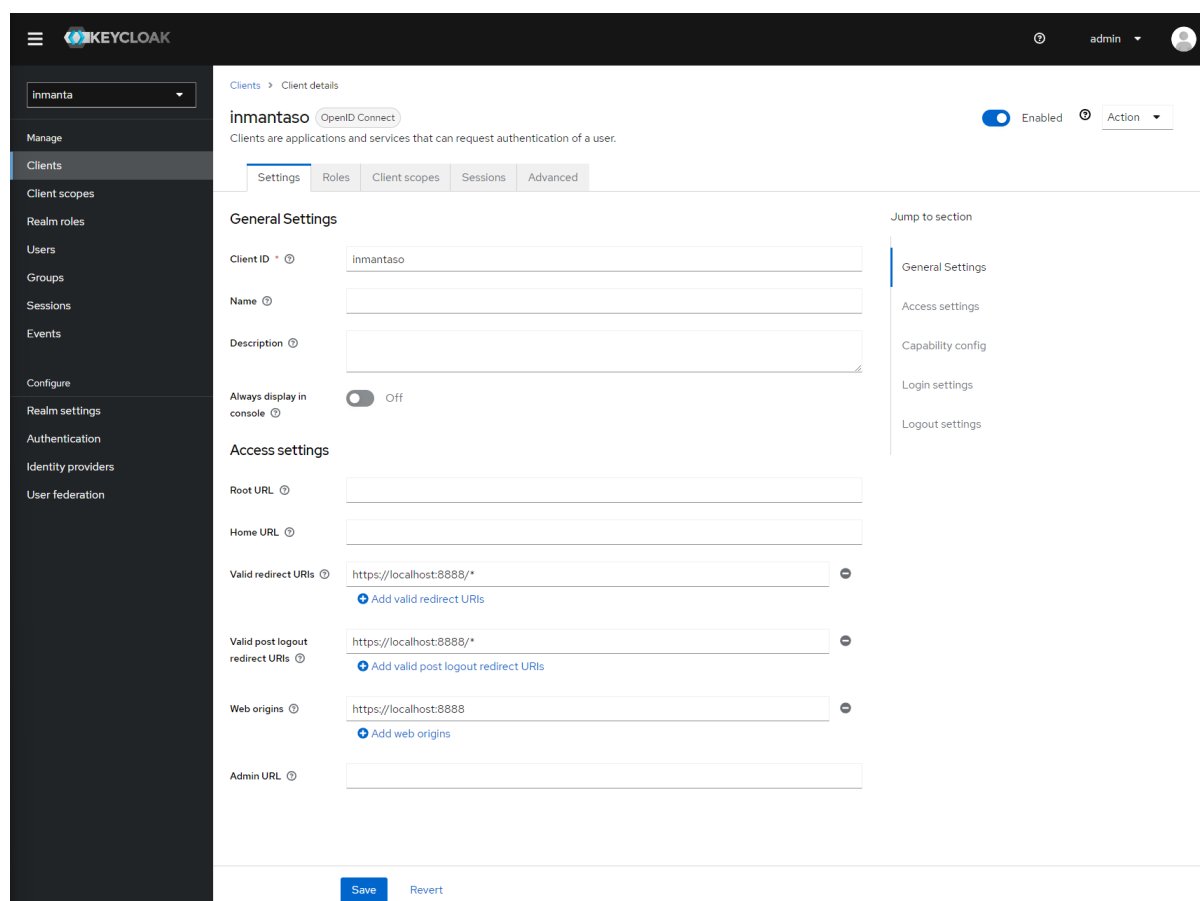 KEYCLOAK
admin
inmanta
Manage
Clients
Client scopes
Realm roles
Users
Groups
Sessions
Events
Configure
Realm settings
Authentication
Identity providers
User federation
Clients > Client details
inmantaso OpenID Connect
Enabled
Action
Clients are applications and services that can request authentication of a user.
Settings Roles Client scopes Sessions Advanced
General Settings
Client ID *
inmantaso
Name
Description
Always display in
console
Off
Access settings
Root URL
Home URL
Valid redirect URIs
https://localhost:8888/*
Add valid redirect URIs
Valid post logout
redirect URIs
https://localhost:8888/*
Add valid post logout redirect URIs
Web origins
https://localhost:8888
Add web origins
Admin URL
Jump to section
General Settings
Access settings
Capability config
Login settings
Logout settings
Save Revert